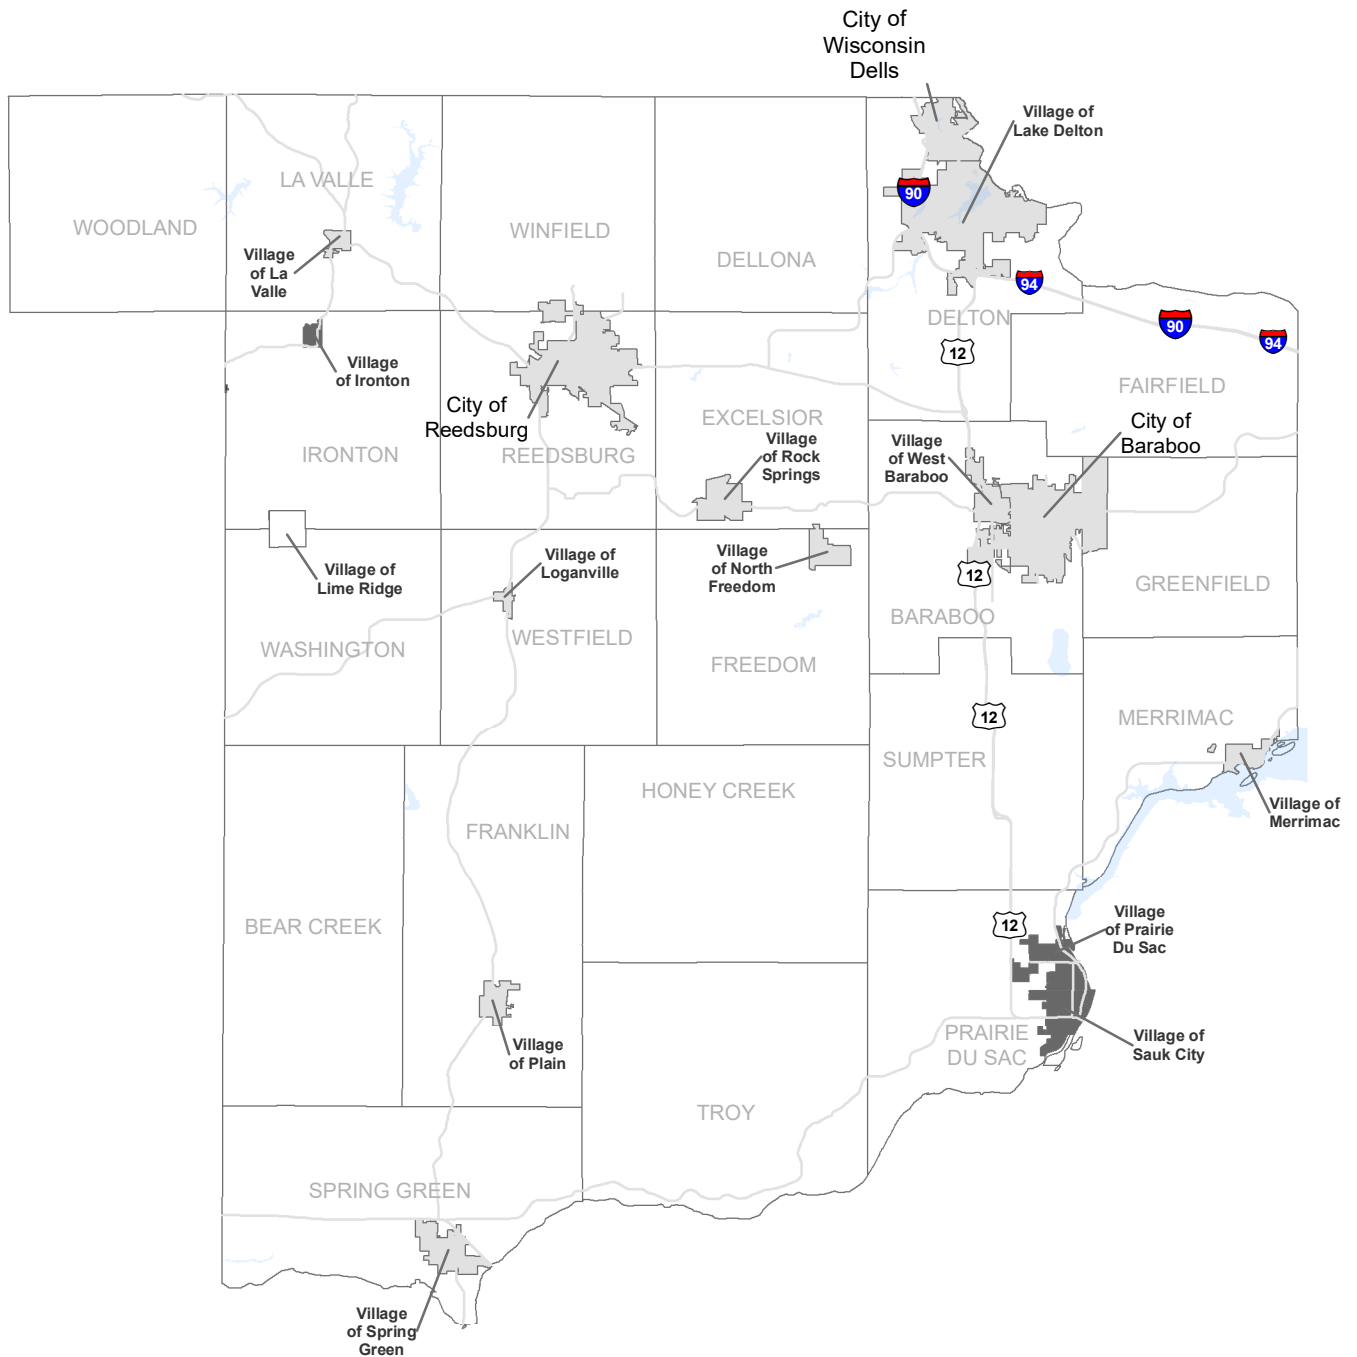 City of
Wisconsin
Dells
Village of
Lake Delton
LA VALLE
90
WOODLAND
WINFIELD
Village
of La
Valle
DELLONA
94
DELTON
90
94
12
Village
of Ironton
FAIRFIELD
City of
Reedsburg
EXCELSIOR
City of
Baraboo
Village
of Rock
Springs
Village
of West
Baraboo
IRONTON
REEDSBURG
Village of
Lime Ridge
Village of
Loganville
Village
of North
Freedom
12
GREENFIELD
BARABOO
WASHINGTON
WESTFIELD
FREEDOM
12
MERRIMAC
SUMPTER
HONEY CREEK
Village of
Merrimac
FRANKLIN
BEAR CREEK
12
Village
of Prairie
Du Sac
Village
of Plain
PRAIRIE
DU SAC
Village of
Sauk City
TROY
SPRING GREEN
Village
of Spring
Green